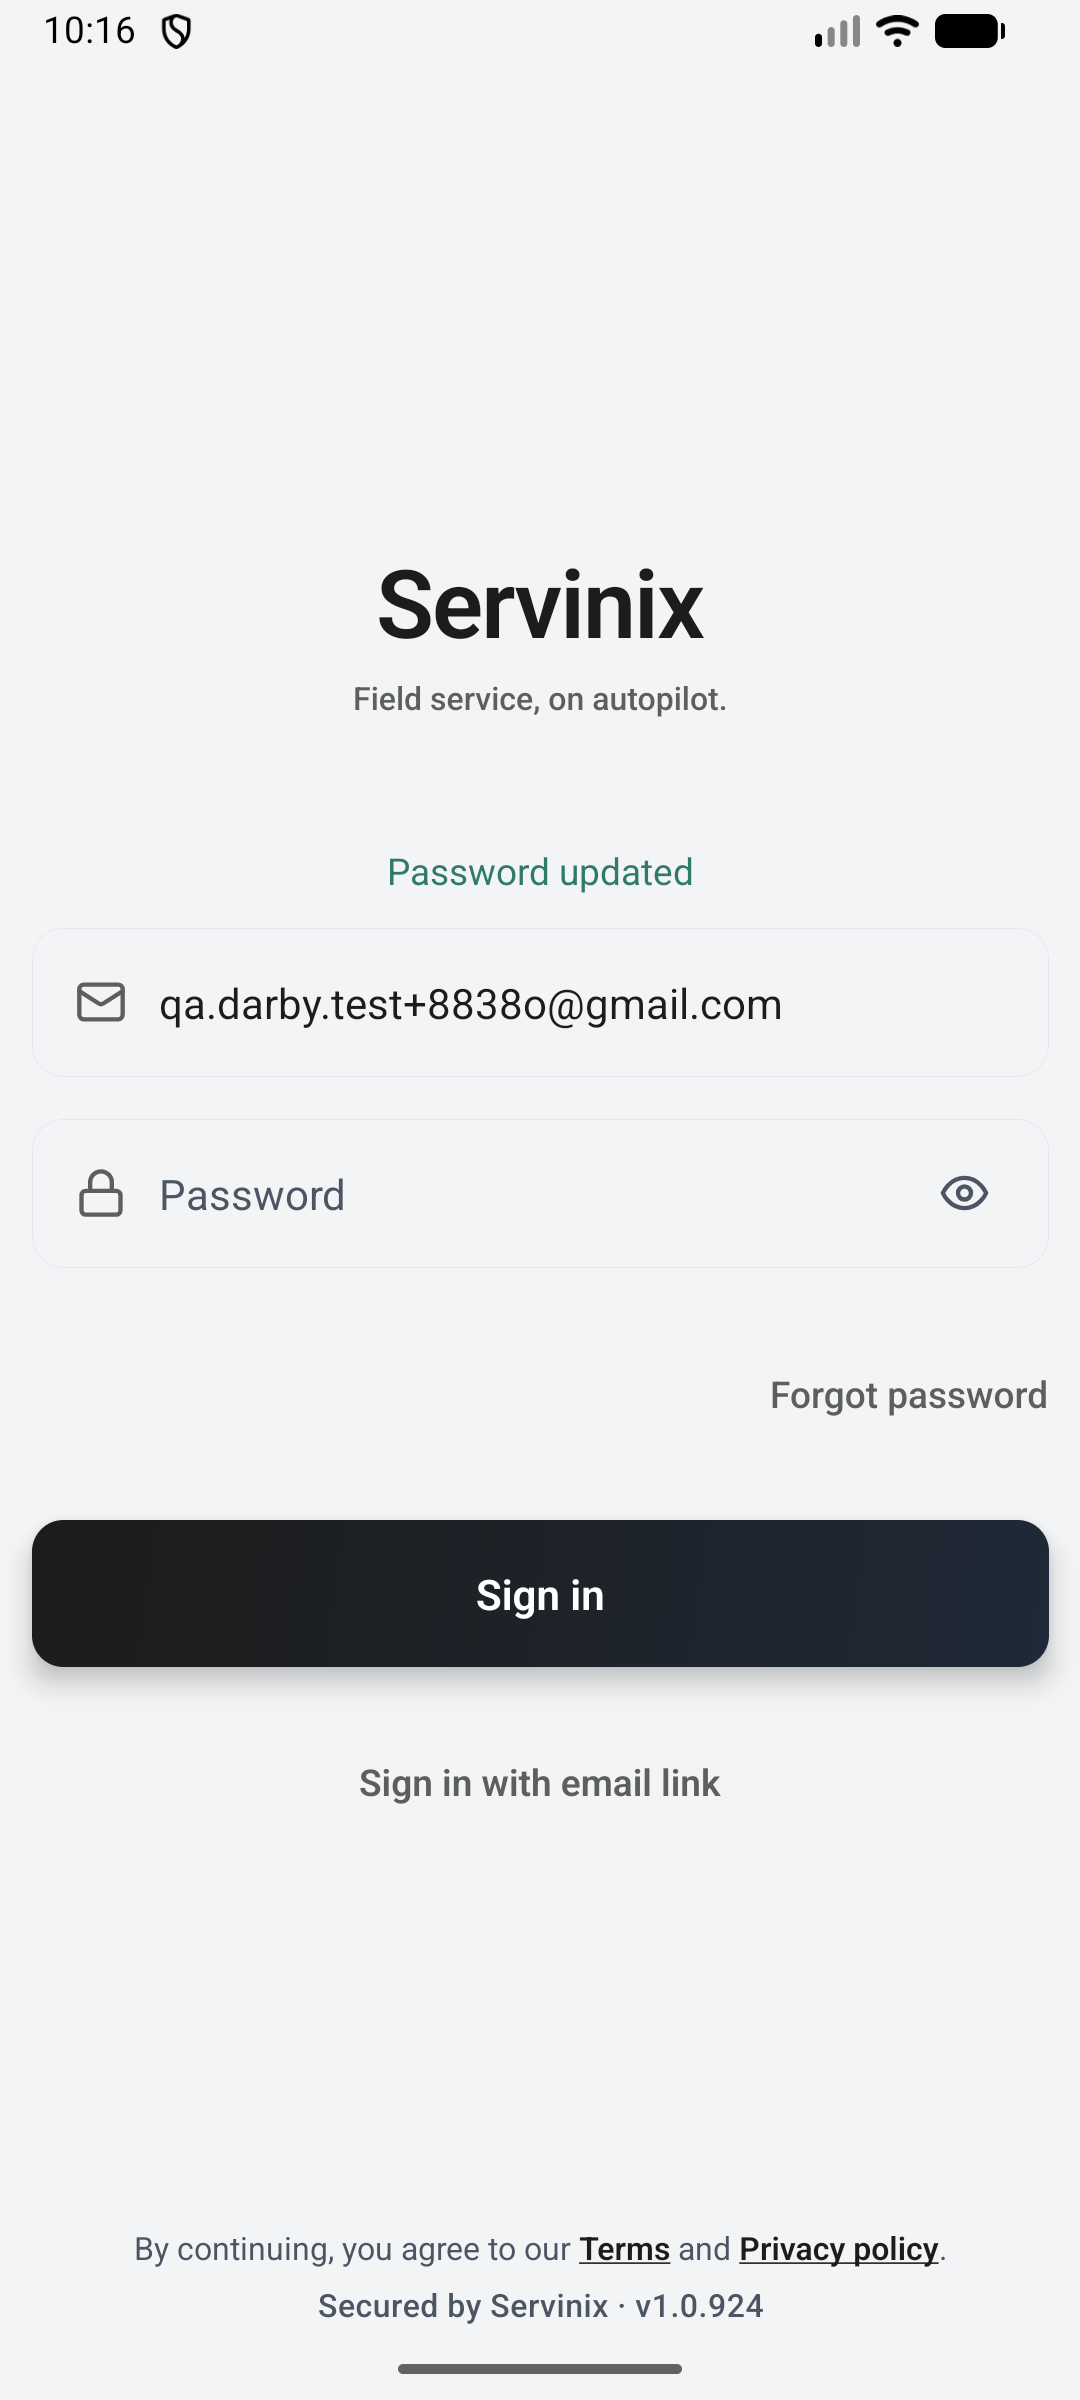 10:16
Servinix
Field service, on autopilot.
Password updated
qa.darby.test+8838o@gmail.com
Password
Forgot password
Sign in
Sign in with email link
By continuing, you agree to our Terms and Privacy policy.
Secured by Servinix · v1.0.924